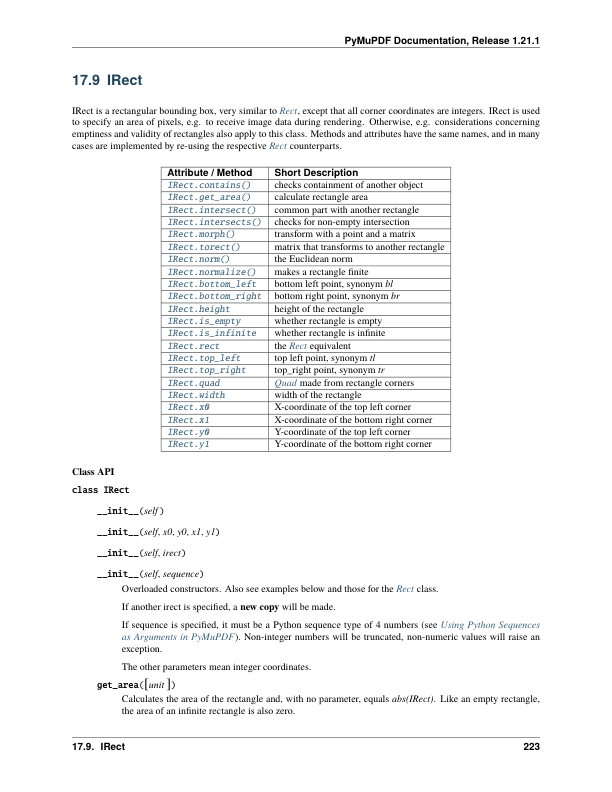 PyMuPDF Documentation, Release 1.21.1
17.9 IRect
IRect is a rectangular bounding box, very similar to Rect, except that all corner coordinates are integers. IRect is used
to specify an area of pixels, e.g. to receive image data during rendering. Otherwise, e.g. considerations concerning
emptiness and validity of rectangles also apply to this class. Methods and attributes have the same names, and in many
cases are implemented by re-using the respective Rect counterparts.
Attribute / Method Short Description
IRect.contains() checks containment of another object
IRect.get_area() calculate rectangle area
IRect.intersect() common part with another rectangle
IRect.intersects() checks for non-empty intersection
IRect.morph() transform with a point and a matrix
IRect.torect() matrix that transforms to another rectangle
IRect.norm() the Euclidean norm
IRect.normalize() makes a rectangle finite
IRect.bottom_left bottom left point, synonym bl
IRect.bottom_right bottom right point, synonym br
IRect.height height of the rectangle
IRect.is_empty whether rectangle is empty
IRect.is_infinite whether rectangle is infinite
IRect.rect the Rect equivalent
IRect.top_left top left point, synonym tl
IRect.top_right top_right point, synonym tr
IRect.quad Quad made from rectangle corners
IRect.width width of the rectangle
IRect.x0 X-coordinate of the top left corner
IRect.x1 X-coordinate of the bottom right corner
IRect.y0 Y-coordinate of the top left corner
IRect.y1 Y-coordinate of the bottom right corner
Class API
class IRect
__init__(self)
__init__(self, x0, y0, x1, y1)
__init__(self, irect)
__init__(self, sequence)
Overloaded constructors. Also see examples below and those for the Rect class.
If another irect is specified, a new copy will be made.
If sequence is specified, it must be a Python sequence type of 4 numbers (see Using Python Sequences
as Arguments in PyMuPDF). Non-integer numbers will be truncated, non-numeric values will raise an
exception.
The other parameters mean integer coordinates.
get_area([unit])
Calculates the area of the rectangle and, with no parameter, equals abs(IRect). Like an empty rectangle,
the area of an infinite rectangle is also zero.
17.9. IRect 223